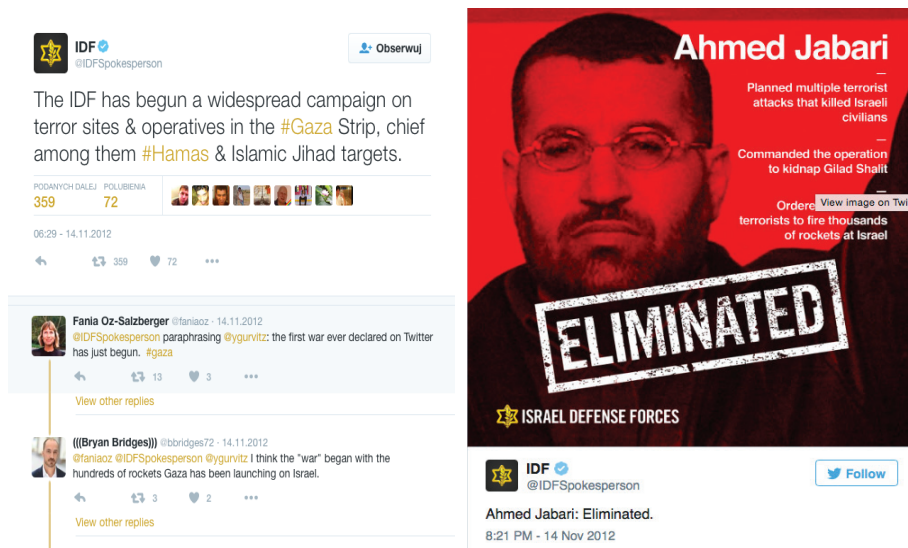 IDF
@IDFSpokesperson
Obserwuj
The IDF has begun a widespread campaign on
terror sites & operatives in the #Gaza Strip, chief
among them #Hamas & Islamic Jihad targets.
PODANYCH DALEJ POLUBIENIA
359 72
06:29 - 14.11.2012
359 72
Fania Oz-Salzberger @faniaoz · 14.11.2012
@IDFSpokesperson paraphrasing @ygurvitz: the first war ever declared on Twitter
has just begun. #gaza
13 3
View other replies
(((Bryan Bridges))) @bbridges72 · 14.11.2012
@faniaoz @IDFSpokesperson @ygurvitz I think the "war" began with the
hundreds of rockets Gaza has been launching on Israel.
3 2
View other replies
Ahmed Jabari
Planned multiple terrorist
attacks that killed Israeli
civilians
Commanded the operation
to kidnap Gilad Shalit
View image on Twi
terrorists to fire thousands
of rockets at Israel
ELIMINATED
ISRAEL DEFENSE FORCES
IDF
@IDFSpokesperson
Follow
Ahmed Jabari: Eliminated.
8:21 PM - 14 Nov 2012